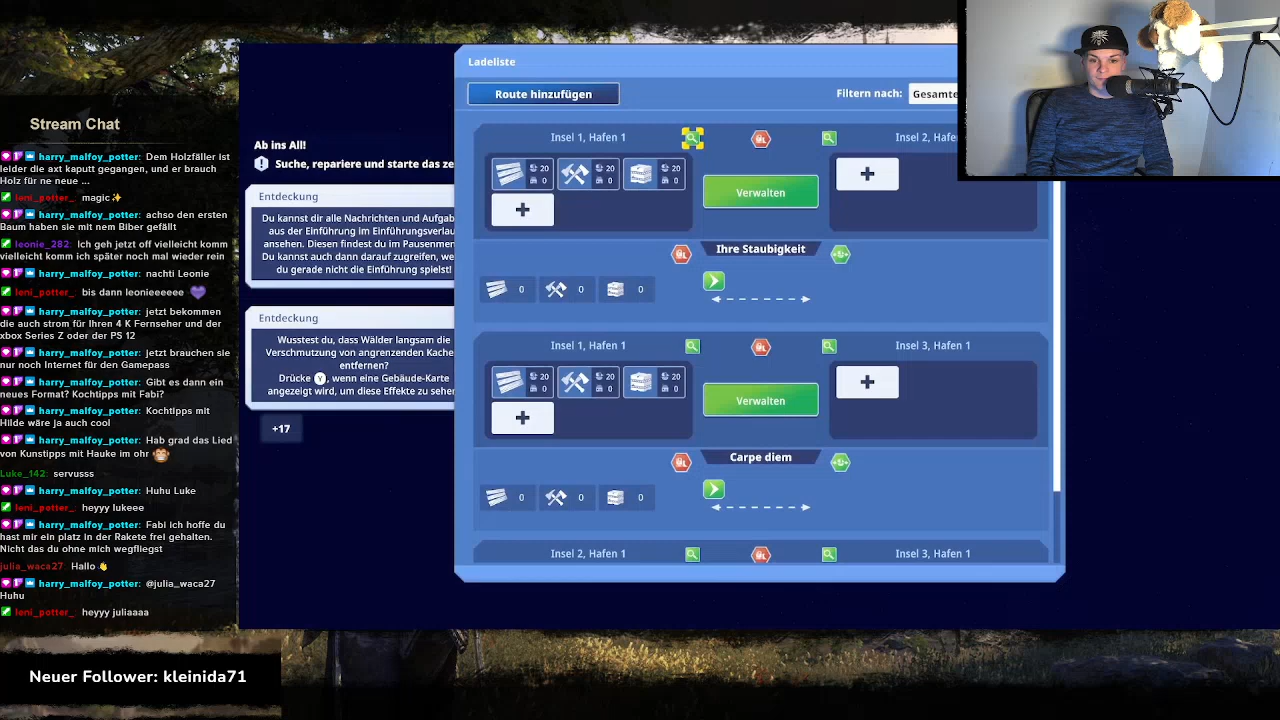 Stream Chat
harry_malfoy_potter: Dem Holzfäller ist
leider die axt kaputt gegangen, und er brauch
Holz für ne neue ...
leni_potter_: magic✨
harry_malfoy_potter: achso den ersten
Baum haben sie mit nem Biber gefällt
leonie_282: Ich geh jetzt off vielleicht komm
vielleicht komm ich später noch mal wieder rein
harry_malfoy_potter: nachti Leonie
leni_potter_: bis dann leonieeeeee
harry_malfoy_potter: jetzt bekommen
die auch strom für Ihren 4 K Fernseher und der
xbox Series Z oder der PS 12
harry_malfoy_potter: jetzt brauchen sie
nur noch Internet für den Gamepass
harry_malfoy_potter: Gibt es dann ein
neues Format? Kochtipps mit Fabi?
harry_malfoy_potter: Kochtipps mit
Hilde wäre ja auch cool
harry_malfoy_potter: Hab grad das Lied
von Kunstipps mit Hauke im ohr
Luke_142: servusss
harry_malfoy_potter: Huhu Luke
leni_potter_: heyyy lukeee
harry_malfoy_potter: Fabi ich hoffe du
hast mir ein platz in der Rakete frei gehalten.
Nicht das du ohne mich wegfliegst
julia_waca27: Hallo
harry_malfoy_potter: @julia_waca27
Huhu
leni_potter_: heyyy juliaaaa
Neuer Follower: kleinida71
Ab ins All!
Suche, repariere und starte das ze
Entdeckung
Du kannst dir alle Nachrichten und Aufgab
aus der Einführung im Einführungsverlau
ansehen. Diesen findest du im Pausenmen
Du kannst auch dann darauf zugreifen, we
du gerade nicht die Einführung spielst!
Entdeckung
Wusstest du, dass Wälder langsam die
Verschmutzung von angrenzenden Kache
entfernen?
Drücke Y, wenn eine Gebäude-Karte
angezeigt wird, um diese Effekte zu sehe
+17
Ladeliste
Route hinzufügen
Filtern nach:
Gesamte
Insel 1, Hafen 1
Insel 2, Hafe
20 20 20
0 0 0
Verwalten
Ihre Staubigkeit
0 0 0
Insel 1, Hafen 1
Insel 3, Hafen 1
20 20 20
0 0 0
Verwalten
Carpe diem
0 0 0
Insel 2, Hafen 1
Insel 3, Hafen 1